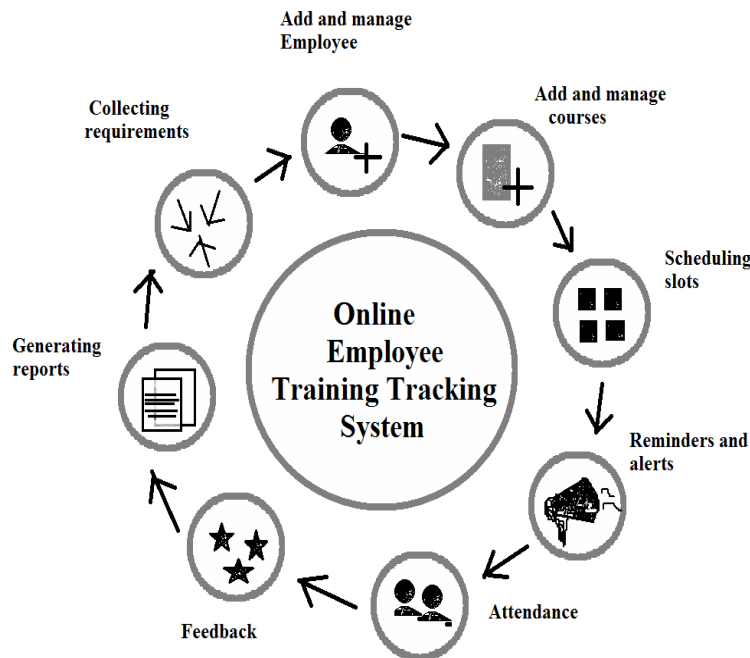 Add and manage
Employee
Add and manage
courses
Collecting
requirements
Scheduling
slots
Generating
reports
Online
Employee
Training Tracking
System
Reminders and
alerts
Attendance
Feedback